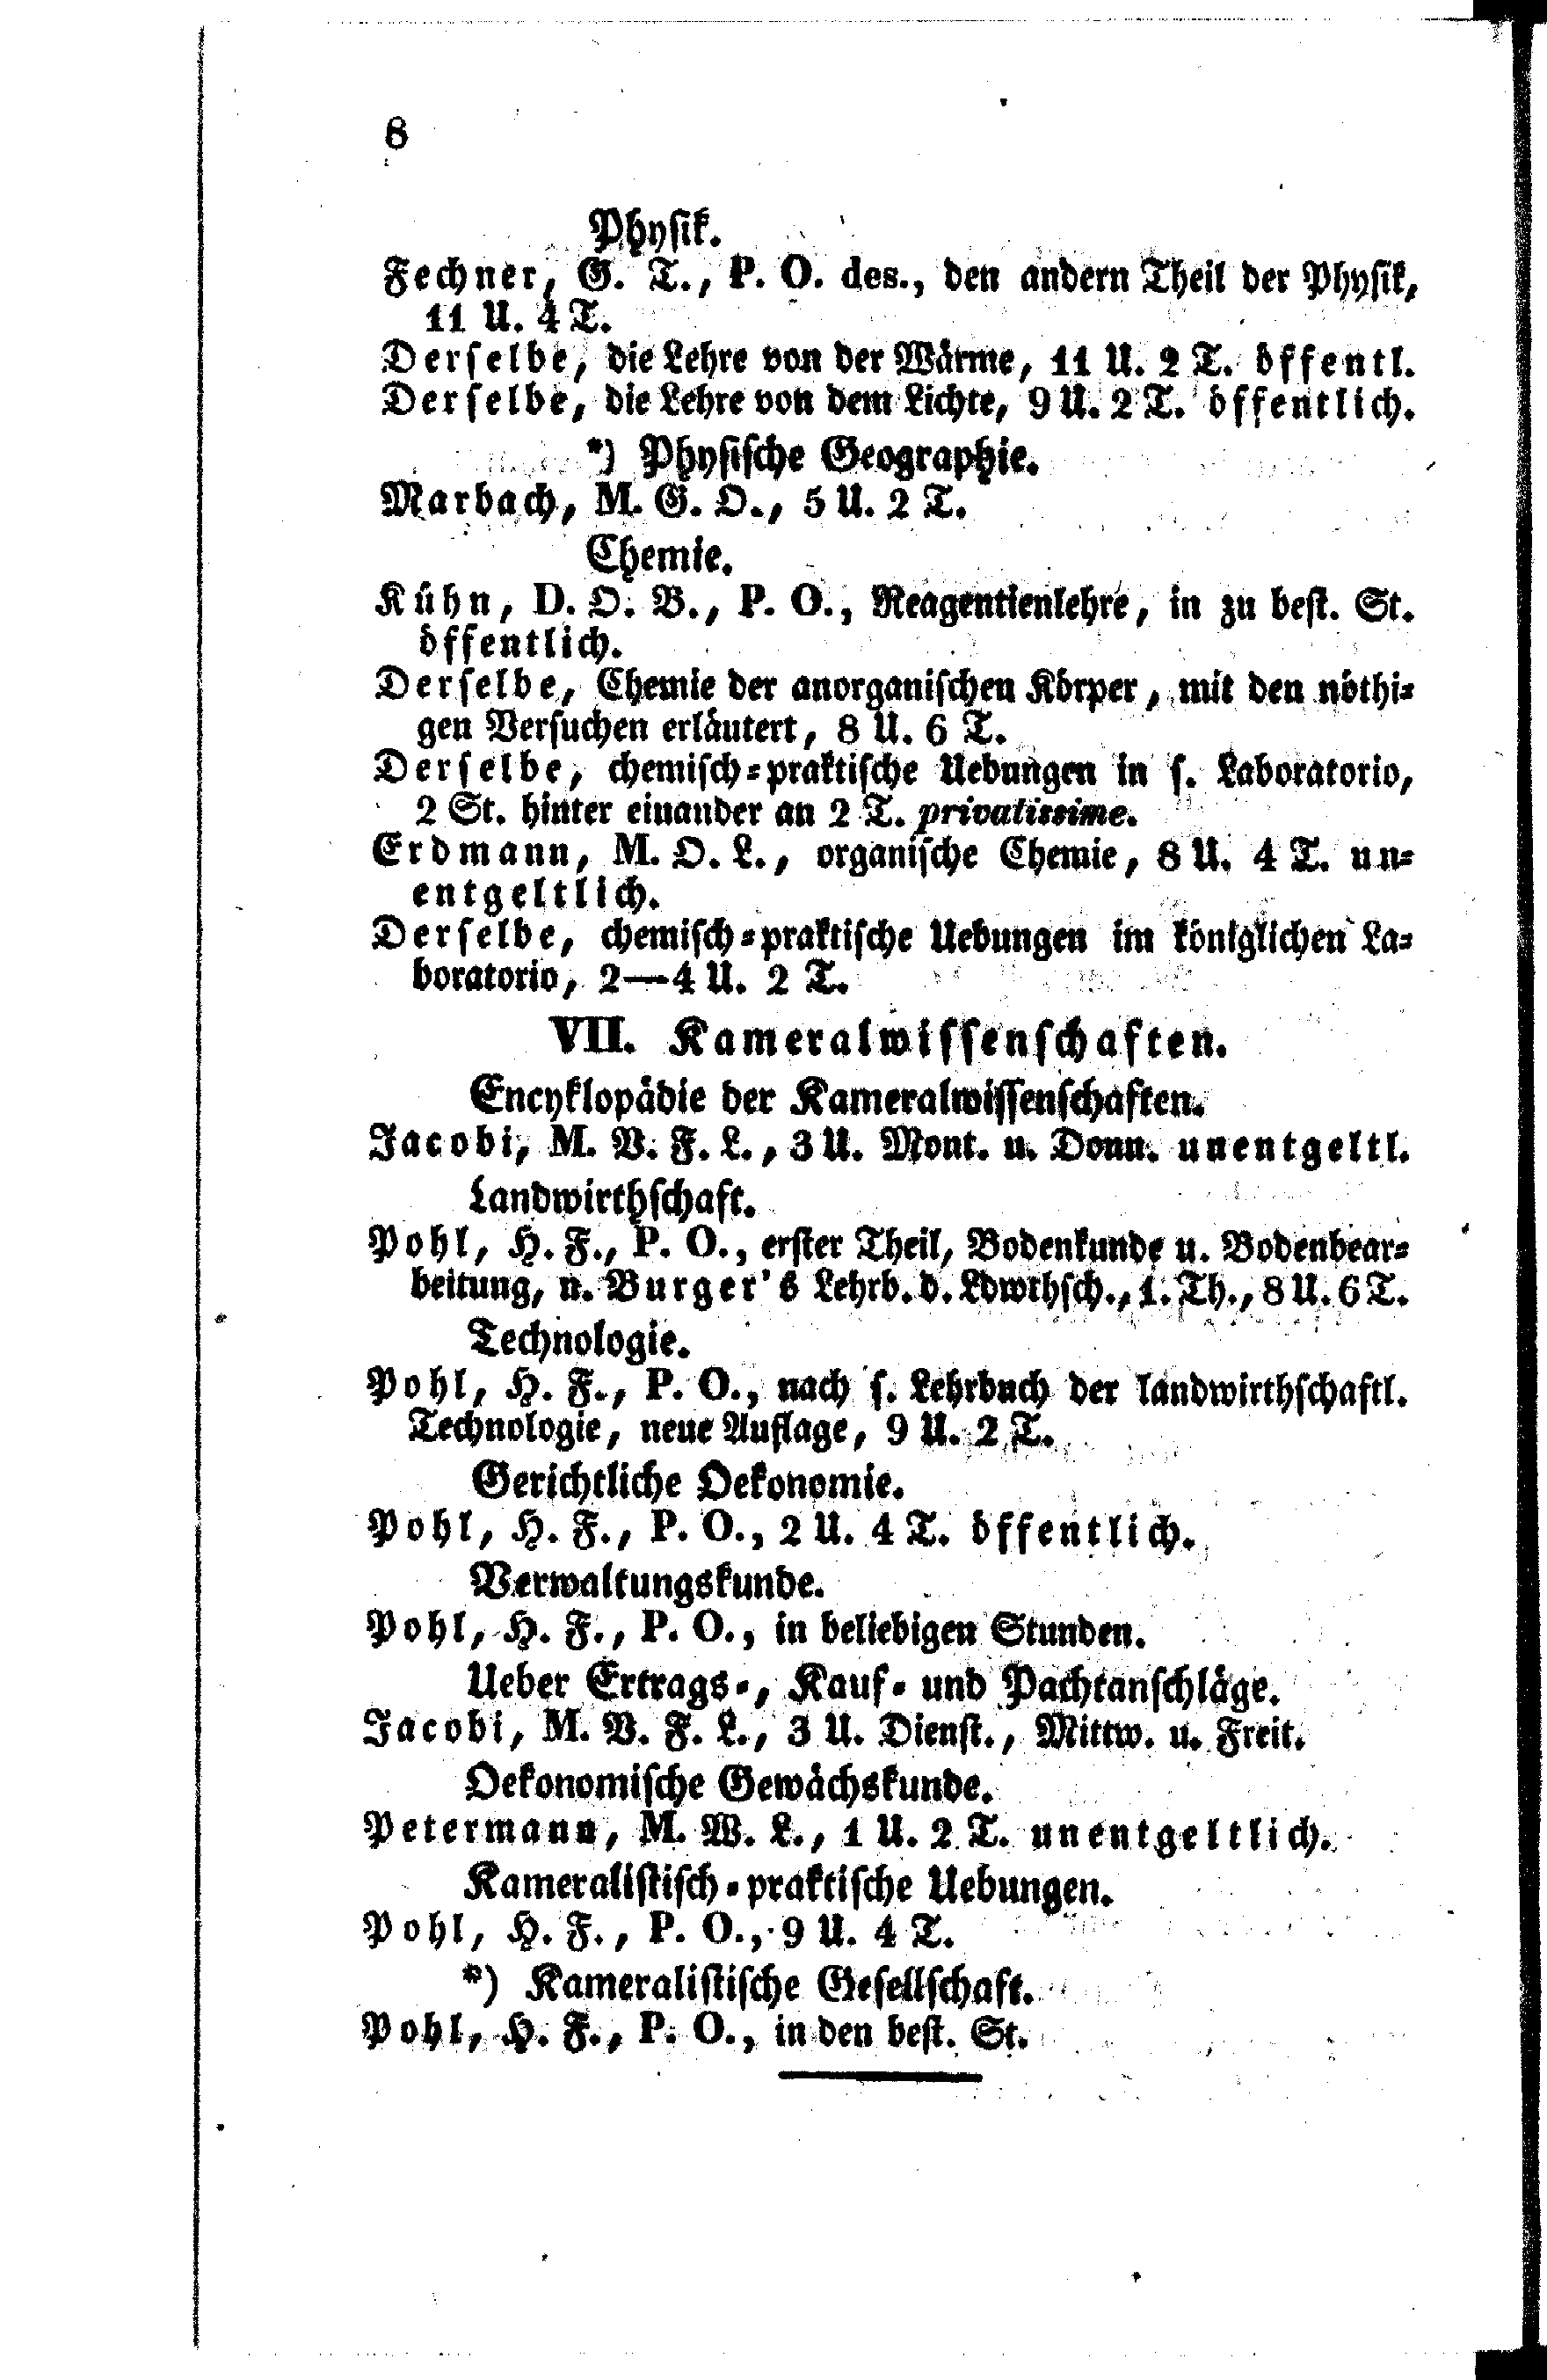 8
Physik.
Fechner, G. T., P. O. des., den andern Theil der Physik,
11 U. 4 T.
Derselbe, die Lehre von der Wärme, 11 U. 2 T. öffentl.
Derselbe, die Lehre von dem Lichte, 9 U. 2 T. öffentlich.
*) Physische Geographie.
Marbach, M. G. O., 5 U. 2 T.
Chemie.
Kühn, D. O. B., P. O., Reagentienlehre, in zu best. St.
öffentlich.
Derselbe, Chemie der anorganischen Körper, mit den nöthi-
gen Versuchen erläutert, 8 U. 6 T.
Derselbe, chemisch-praktische Uebungen in s. Laboratorio,
2 St. hinter einander an 2 T. privatissime.
Erdmann, M. O. L., organische Chemie, 8 U. 4 T. un-
entgeltlich.
Derselbe, chemisch-praktische Uebungen im königlichen La-
boratorio, 2—4 U. 2 T.
VII. Kameralwissenschaften.
Encyklopädie der Kameralwissenschaften.
Jacobi, M. V. F. L., 3 U. Mont. u. Donn. unentgeltl.
Landwirthschaft.
Pohl, H. F., P. O., erster Theil, Bodenkunde u. Bodenbear-
beitung, n. Burger's Lehrb. d. Ldwthsch., 1. Th., 8 U. 6 T.
Technologie.
Pohl, H. F., P. O., nach s. Lehrbuch der landwirthschaftl.
Technologie, neue Auflage, 9 U. 2 T.
Gerichtliche Oekonomie.
Pohl, H. F., P. O., 2 U. 4 T. öffentlich.
Verwaltungskunde.
Pohl, H. F., P. O., in beliebigen Stunden.
Ueber Ertrags-, Kauf- und Pachtanschläge.
Jacobi, M. V. F. L., 3 U. Dienst., Mittw. u. Freit.
Oekonomische Gewächskunde.
Petermann, M. W. L., 1 U. 2 T. unentgeltlich.
Kameralistisch-praktische Uebungen.
Pohl, H. F., P. O., 9 U. 4 T.
*) Kameralistische Gesellschaft.
Pohl, H. F., P. O., in den best. St.